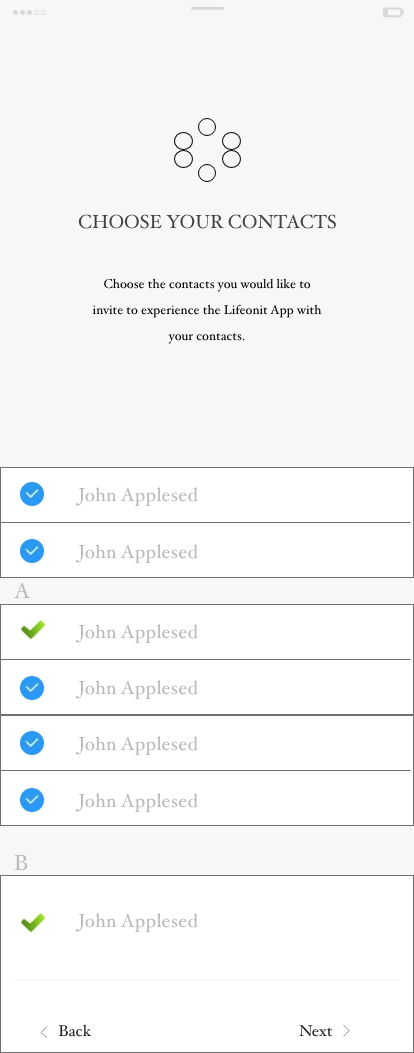 CHOOSE YOUR CONTACTS
Choose the contacts you would like to
invite to experience the Lifeonit App with
your contacts.
John Applesed
John Applesed
A
John Applesed
John Applesed
John Applesed
John Applesed
B
John Applesed
Back Next